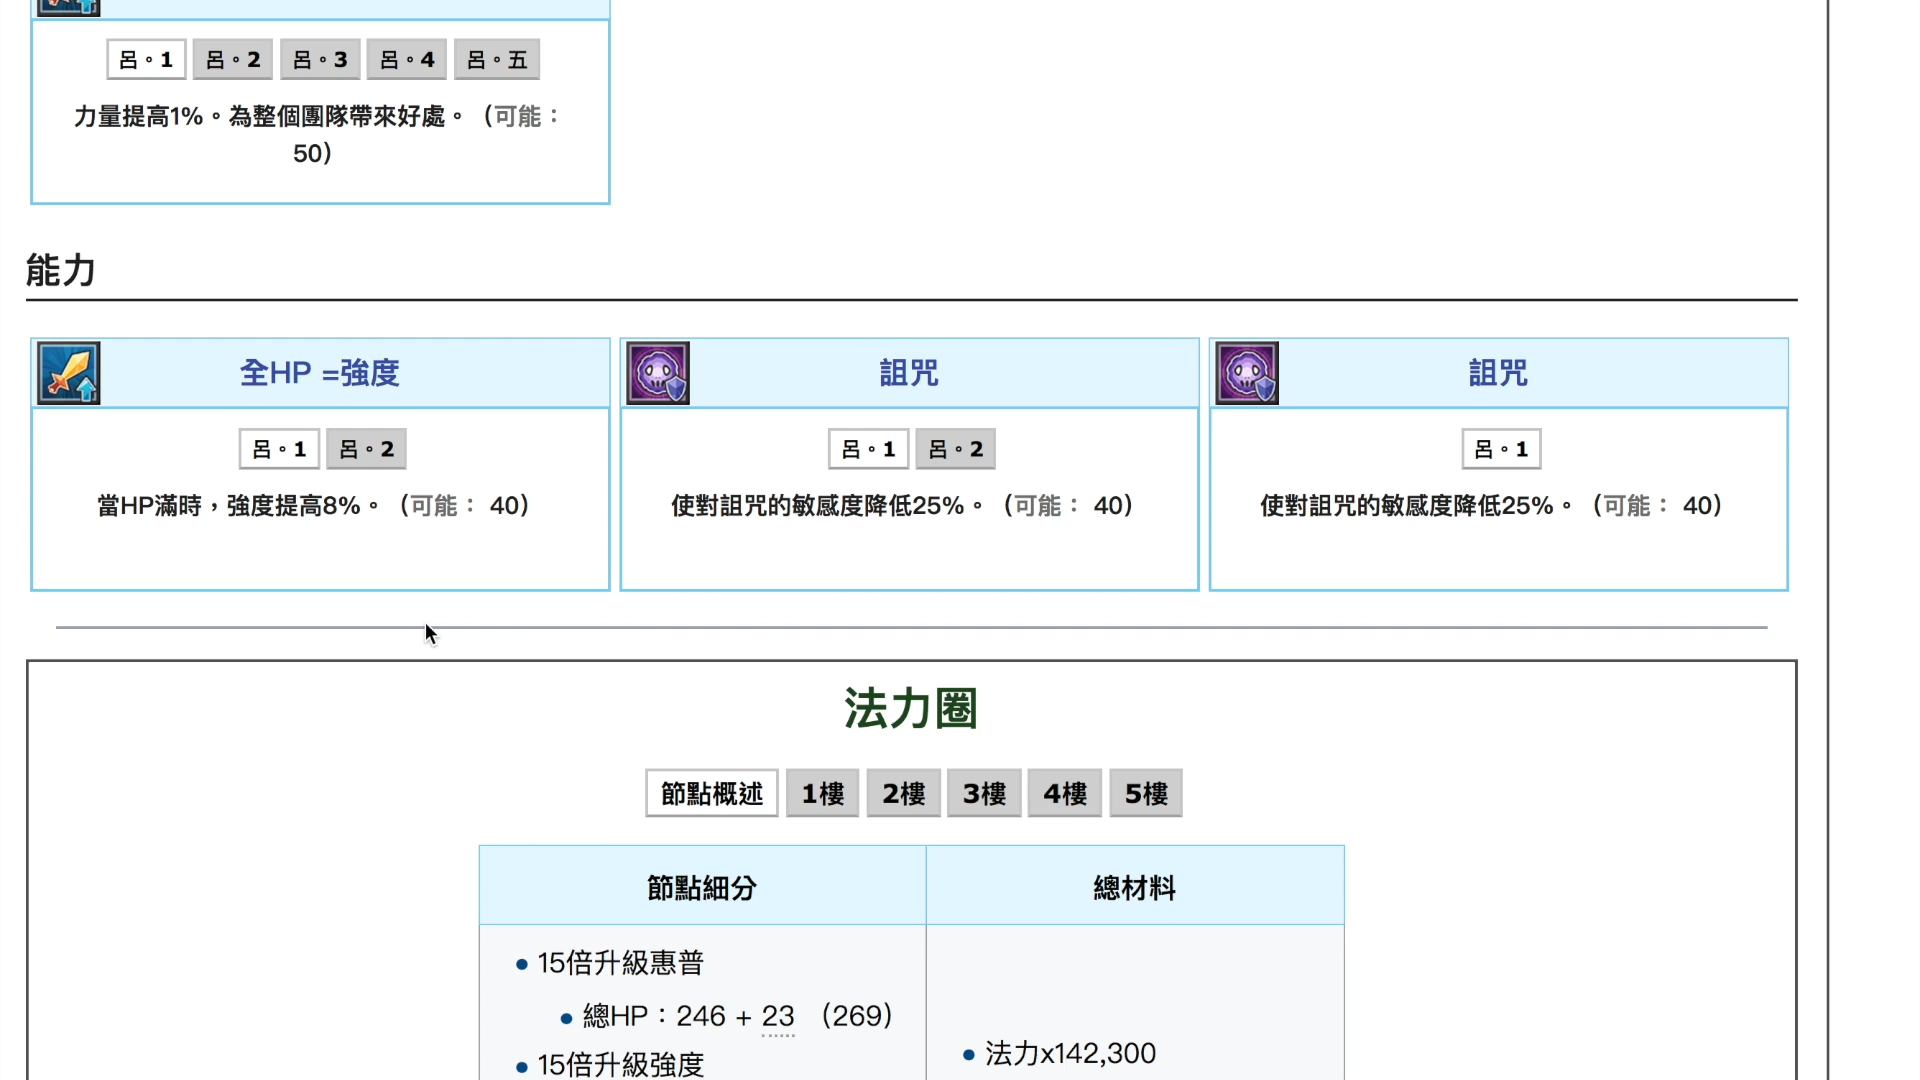 呂。1 呂。2 呂。3 呂。4 呂。五
力量提高1%。為整個團隊帶來好處。（可能：
50）
能力
全HP =強度
呂。1 呂。2
當HP滿時，強度提高8%。（可能： 40）
詛咒
呂。1 呂。2
使對詛咒的敏感度降低25%。（可能： 40）
詛咒
呂。1
使對詛咒的敏感度降低25%。（可能： 40）
法力圈
節點概述 1樓 2樓 3樓 4樓 5樓
節點細分
15倍升級惠普
總HP：246 + 23 （269）
15倍升級強度
總材料
法力x142,300